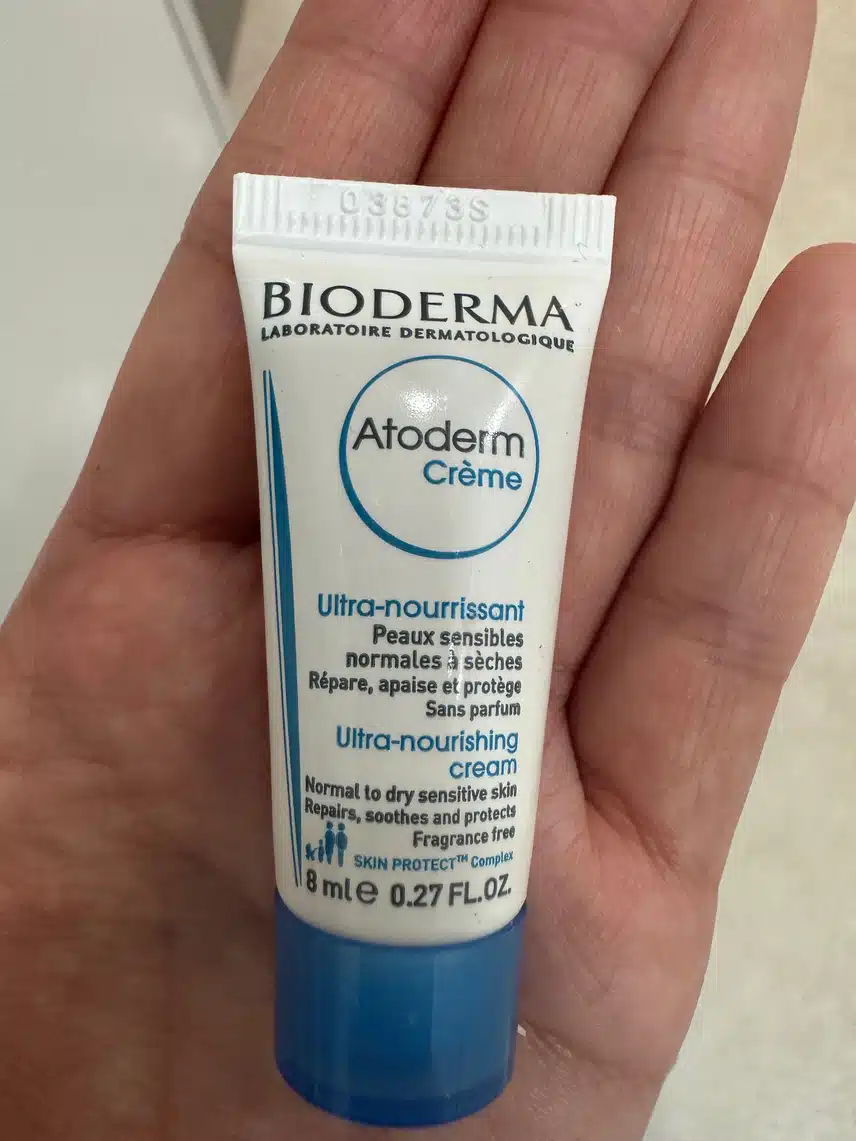 03673S
BIODERMA
LABORATOIRE DERMATOLOGIQUE
Atoderm
Crème
Ultra-nourrissant
Peaux sensibles
normales à sèches
Répare, apaise et protège
Sans parfum
Ultra-nourishing
cream
Normal to dry sensitive skin
Repairs, soothes and protects
Fragrance free
SKIN PROTECT™ Complex
8 ml e 0.27 FL.OZ.